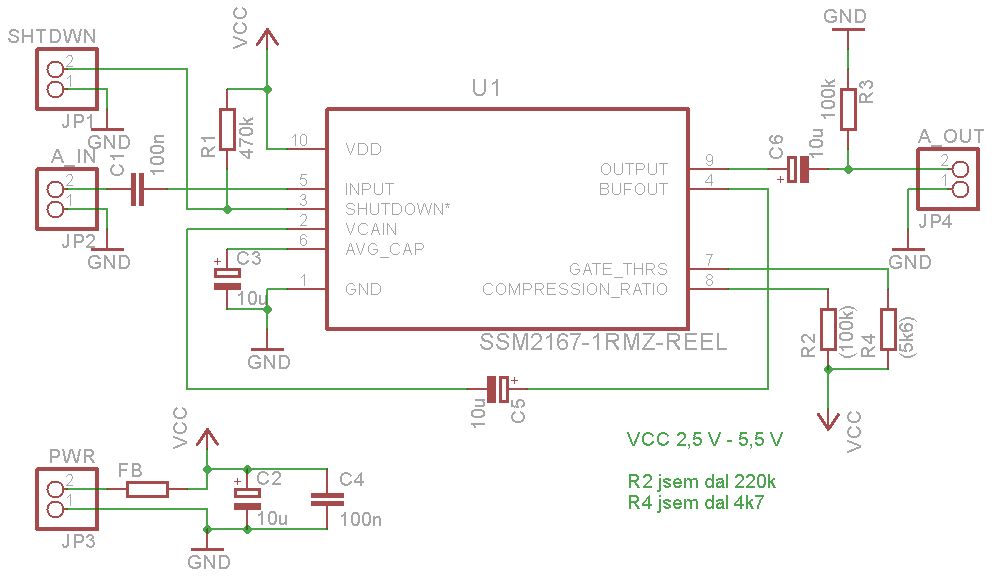 SHTDWN
2
1
JP1
GND
VCC
R1
470k
A_IN
2
1
JP2
GND
C1
100n
U1
10
VDD
5
INPUT
3
SHUTDOWN*
2
VCAIN
6
AVG_CAP
1
GND
OUTPUT
9
BUFOUT
4
GATE_THRS
7
COMPRESSION_RATIO
8
SSM2167-1RMZ-REEL
+
C3
10u
GND
GND
100k
R3
C6
10u
+
A_OUT
2
1
JP4
GND
R2
(100k)
R4
(5k6)
VCC
10u
+
C5
VCC 2,5 V - 5,5 V
R2 jsem dal 220k
R4 jsem dal 4k7
PWR
2
1
JP3
FB
VCC
+
C2
10u
C4
100n
GND